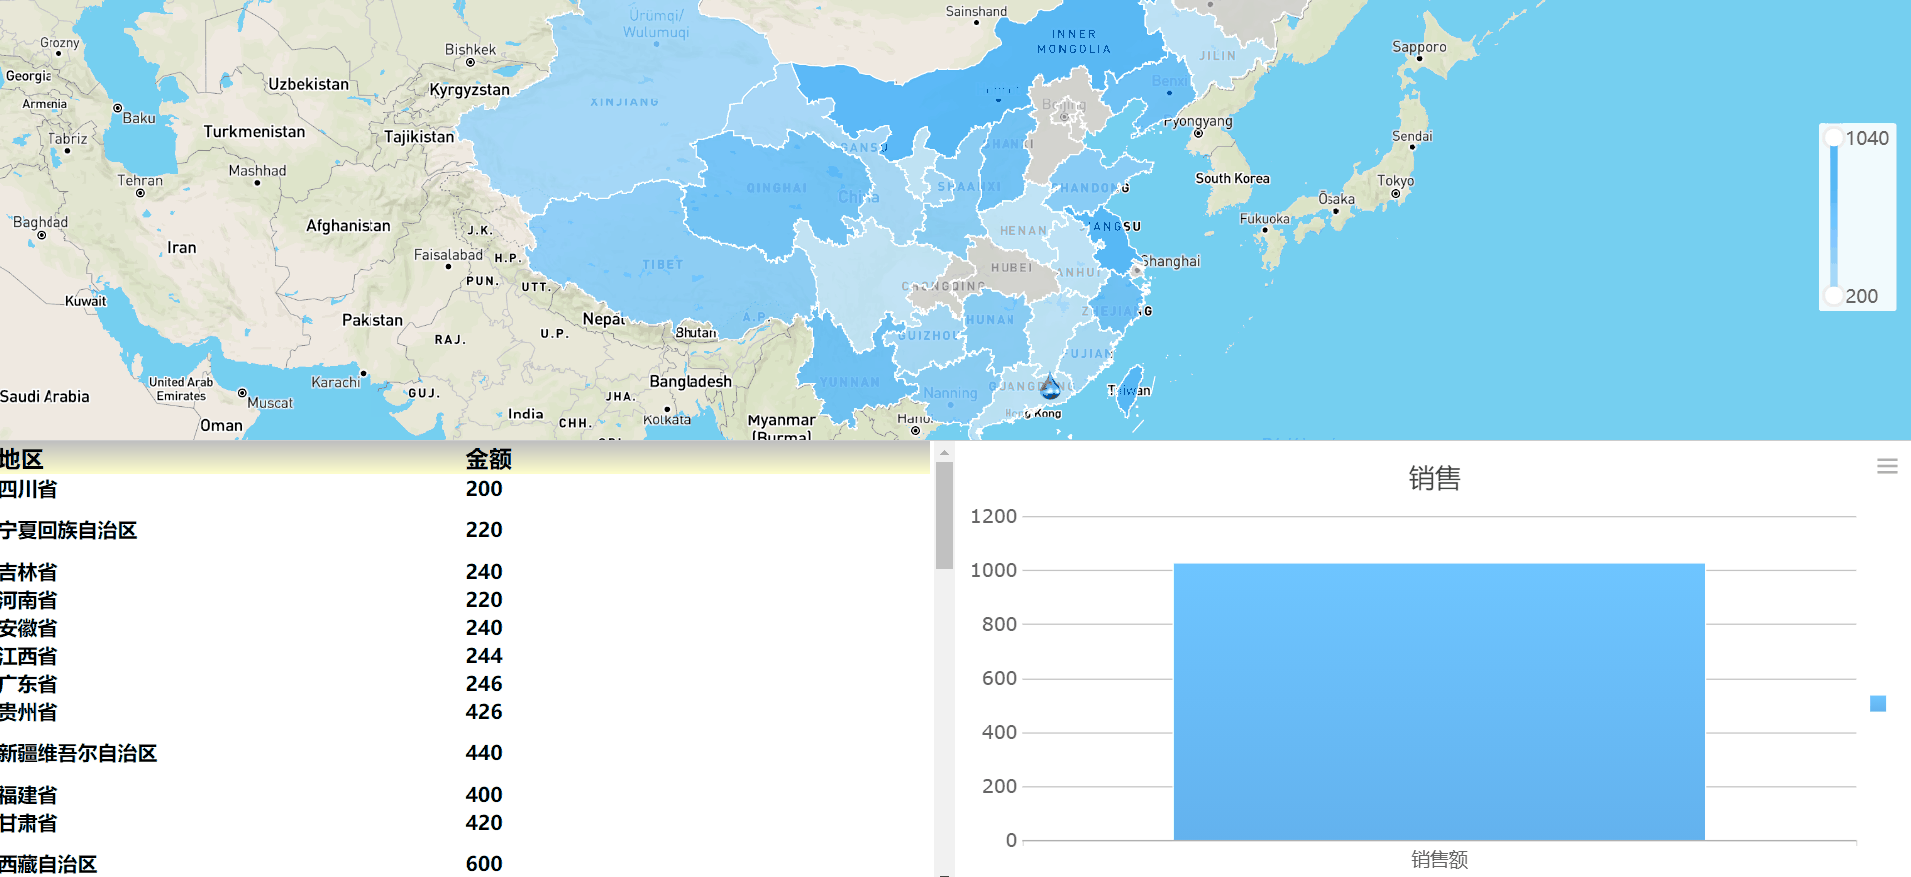 Sainshand
Ürümqi/
Wulumuqi
INNER
MONGOLIA
Grozny
Bishkek
Sapporo
JILIN
Georgia
Uzbekistan
Kyrgyzstan
Benxi
Armenia
XINJIANG
Beijing
Baku
Turkmenistan
Tajikistan
Pyongyang
1040
Tabriz
GANSU
SHANXI
Sendai
Mashhad
Tehran
QINGHAI
SHAANXI
SHANDONG
South Korea
Tokyo
China
Ōsaka
Baghdad
Afghanistan
J.K.
HENAN
JIANGSU
Fukuoka
Iran
Faisalabad
H.P.
TIBET
HUBEI
ANHUI
Shanghai
PUN.
UTT.
CHONGQING
200
Kuwait
Pakistan
Nepal
A.P.
HUNAN
ZHEJIANG
RAJ.
U.P.
Bhutan
GUIZHOU
FUJIAN
United Arab
Emirates
Karachi
Bangladesh
YUNNAN
GUANGDONG
Taiwan
Saudi Arabia
Muscat
GUJ.
JHA.
Nanning
India
Kolkata
Hong Kong
Oman
CHH.
Myanmar
(Burma)
Hano.
地区 金额
四川省 200
宁夏回族自治区 220
吉林省 240
河南省 220
安徽省 240
江西省 244
广东省 246
贵州省 426
新疆维吾尔自治区 440
福建省 400
甘肃省 420
西藏自治区 600
销售
1200
1000
800
600
400
200
0
销售额